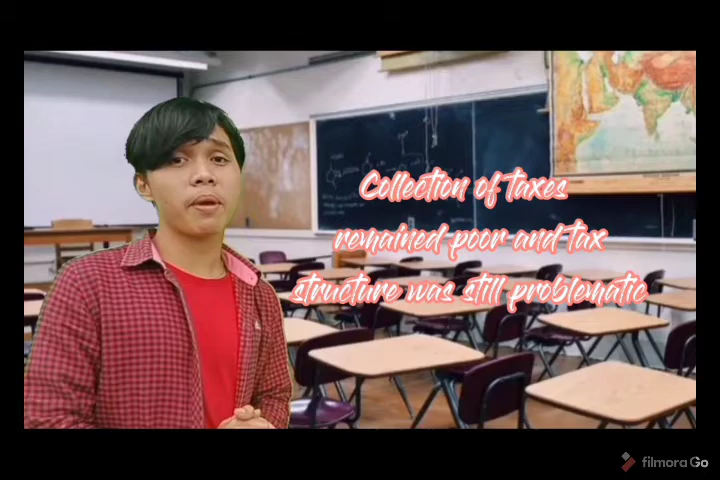 Collection of taxes
remained poor and tax
structure was still problematic
filmora Go